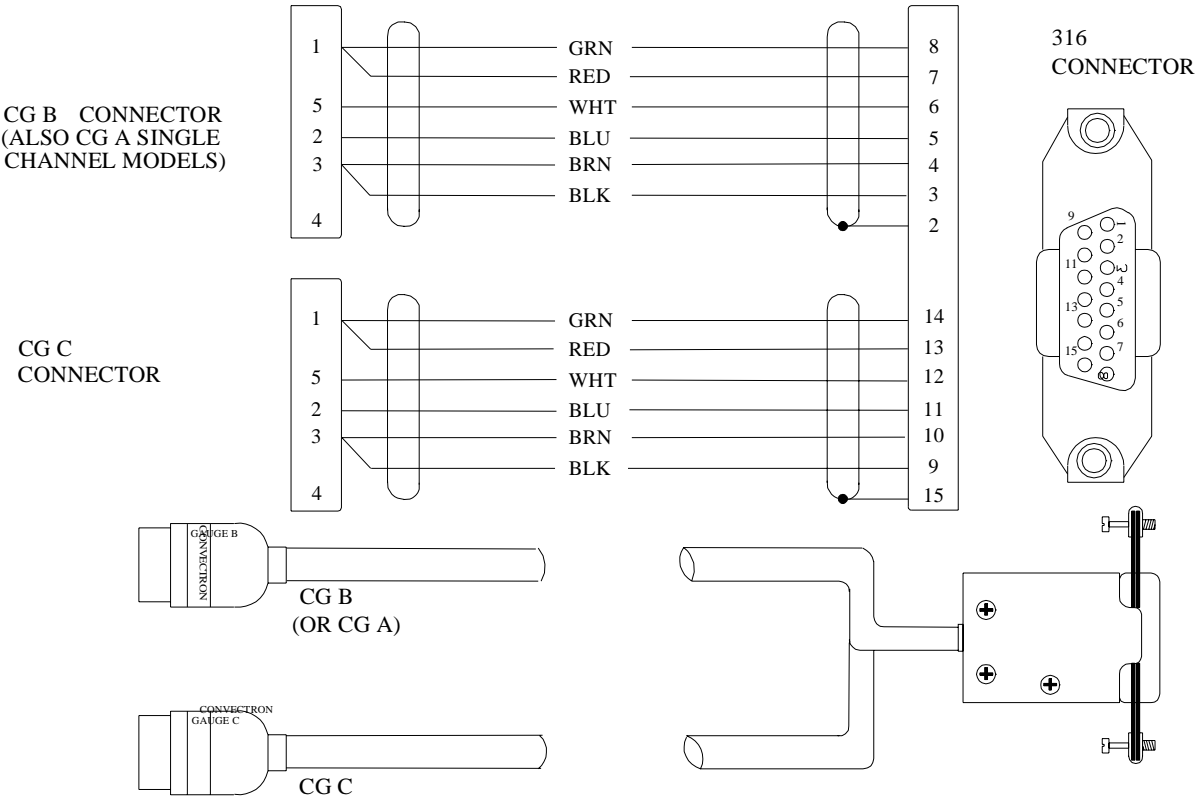 1 GRN 8
RED 7
5 WHT 6
2 BLU 5
3 BRN 4
BLK 3
4 2
CG B CONNECTOR
(ALSO CG A SINGLE
CHANNEL MODELS)
316
CONNECTOR
9 1
2
11 3
4
13 5
6
15 7
8
1 GRN 14
RED 13
5 WHT 12
2 BLU 11
3 BRN 10
BLK 9
4 15
CG C
CONNECTOR
GAUGE B
CONVECTRON
CG B
(OR CG A)
CONVECTRON
GAUGE C
CG C